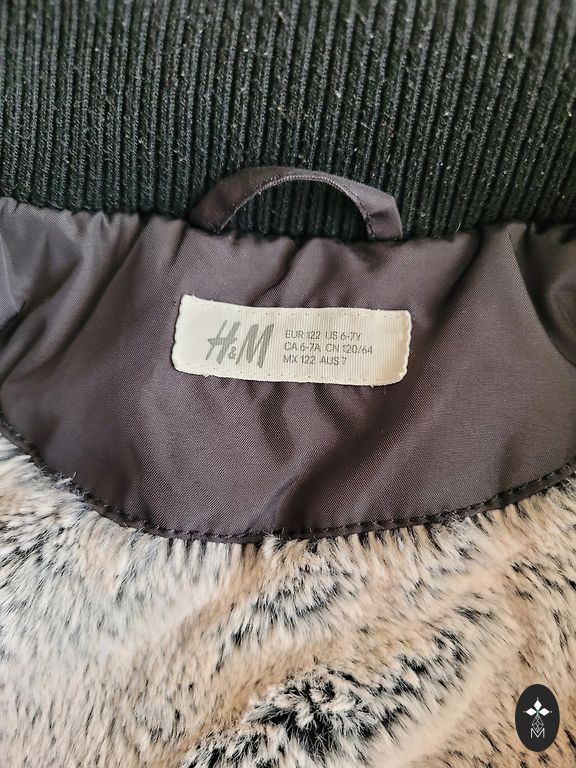 H&M
EUR 122 US 6-7Y
CA 6-7A CN 120/64
MX 122 AUS 7
M